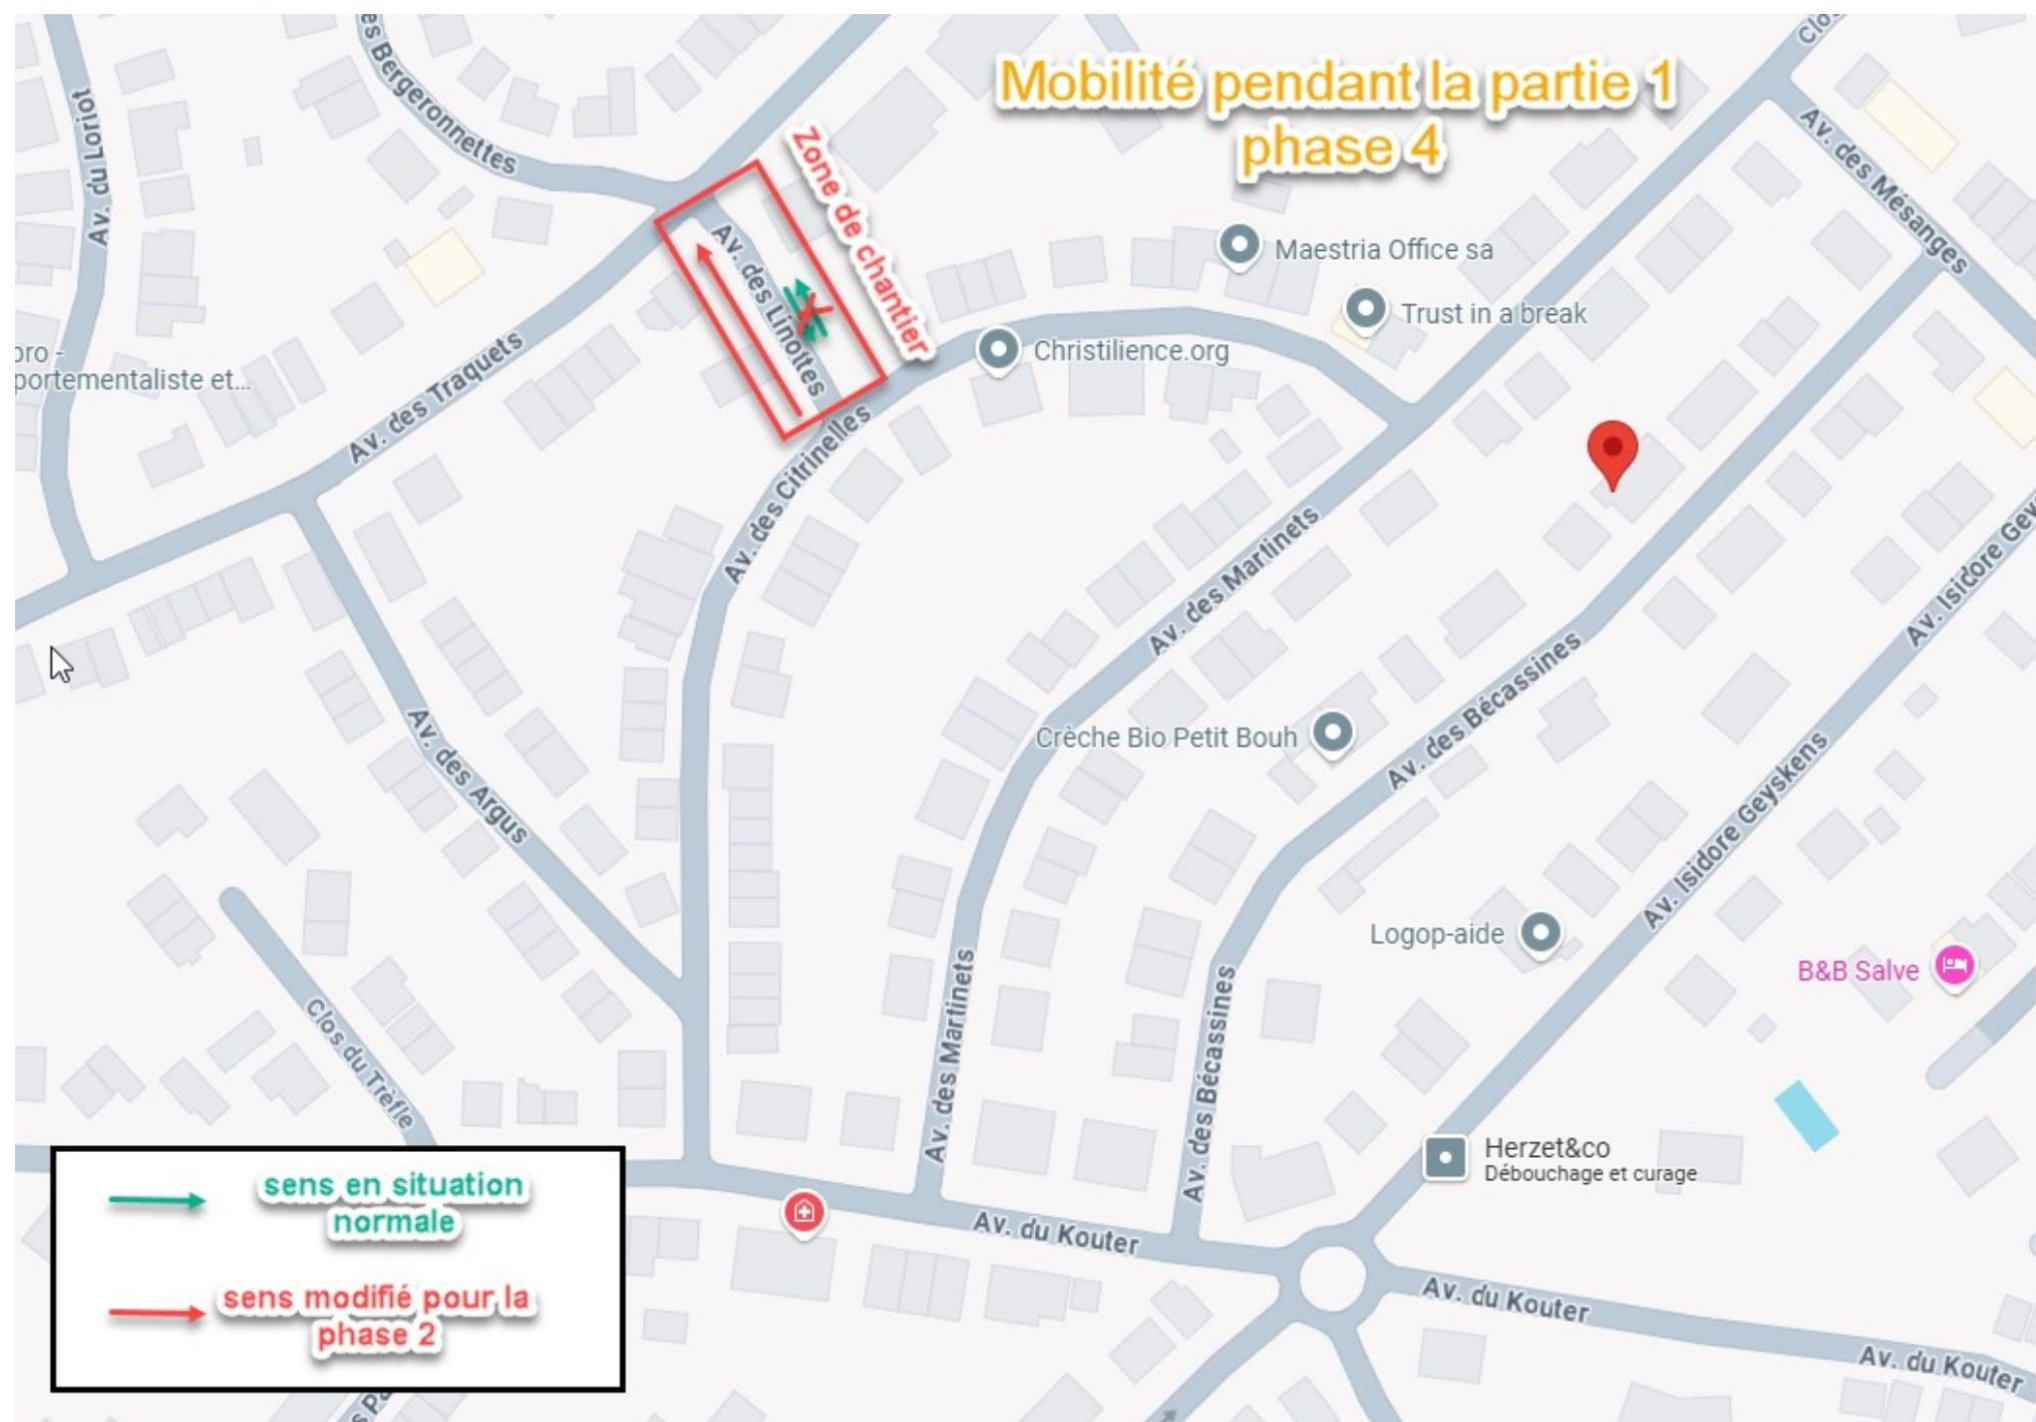 Mobilité pendant la partie 1
phase 4
Zone de chantier
Av. du Loriot
es Bergeronnettes
Av. des Linottes
Av. des Mésanges
Maestria Office sa
Trust in a break
Christilience.org
oro -
portementaliste et...
Av. des Traquets
Av. des Citrinelles
Av. des Martinets
Av. Isidore Gey
Av. des Bécassines
Crèche Bio Petit Bouh
Av. des Argus
Av. Isidore Geyskens
Logop-aide
B&B Salve
Av. des Martinets
Av. des Bécassines
Clos du Trèfle
Herzet&co
Débouchage et curage
Av. du Kouter
Av. du Kouter
Av. du Kouter
sens en situation
normale
sens modifié pour la
phase 2